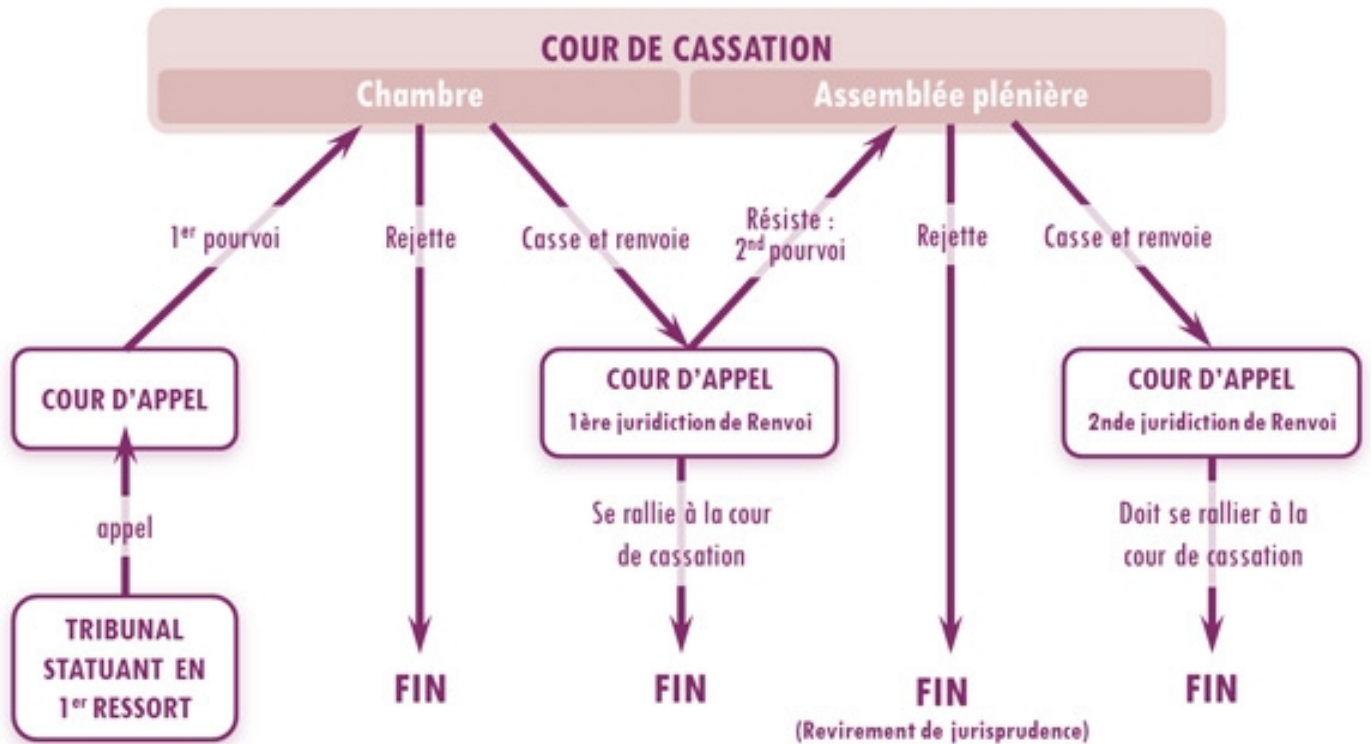 COUR DE CASSATION
Chambre
Assemblée plénière
1er pourvoi
Rejette
Casse et renvoie
Résiste :
2nd pourvoi
Rejette
Casse et renvoie
COUR D'APPEL
COUR D'APPEL
1ère juridiction de Renvoi
COUR D'APPEL
2nde juridiction de Renvoi
appel
Se rallie à la cour
de cassation
Doit se rallier à la
cour de cassation
TRIBUNAL
STATUANT EN
1er RESSORT
FIN
FIN
FIN
(Revirement de jurisprudence)
FIN